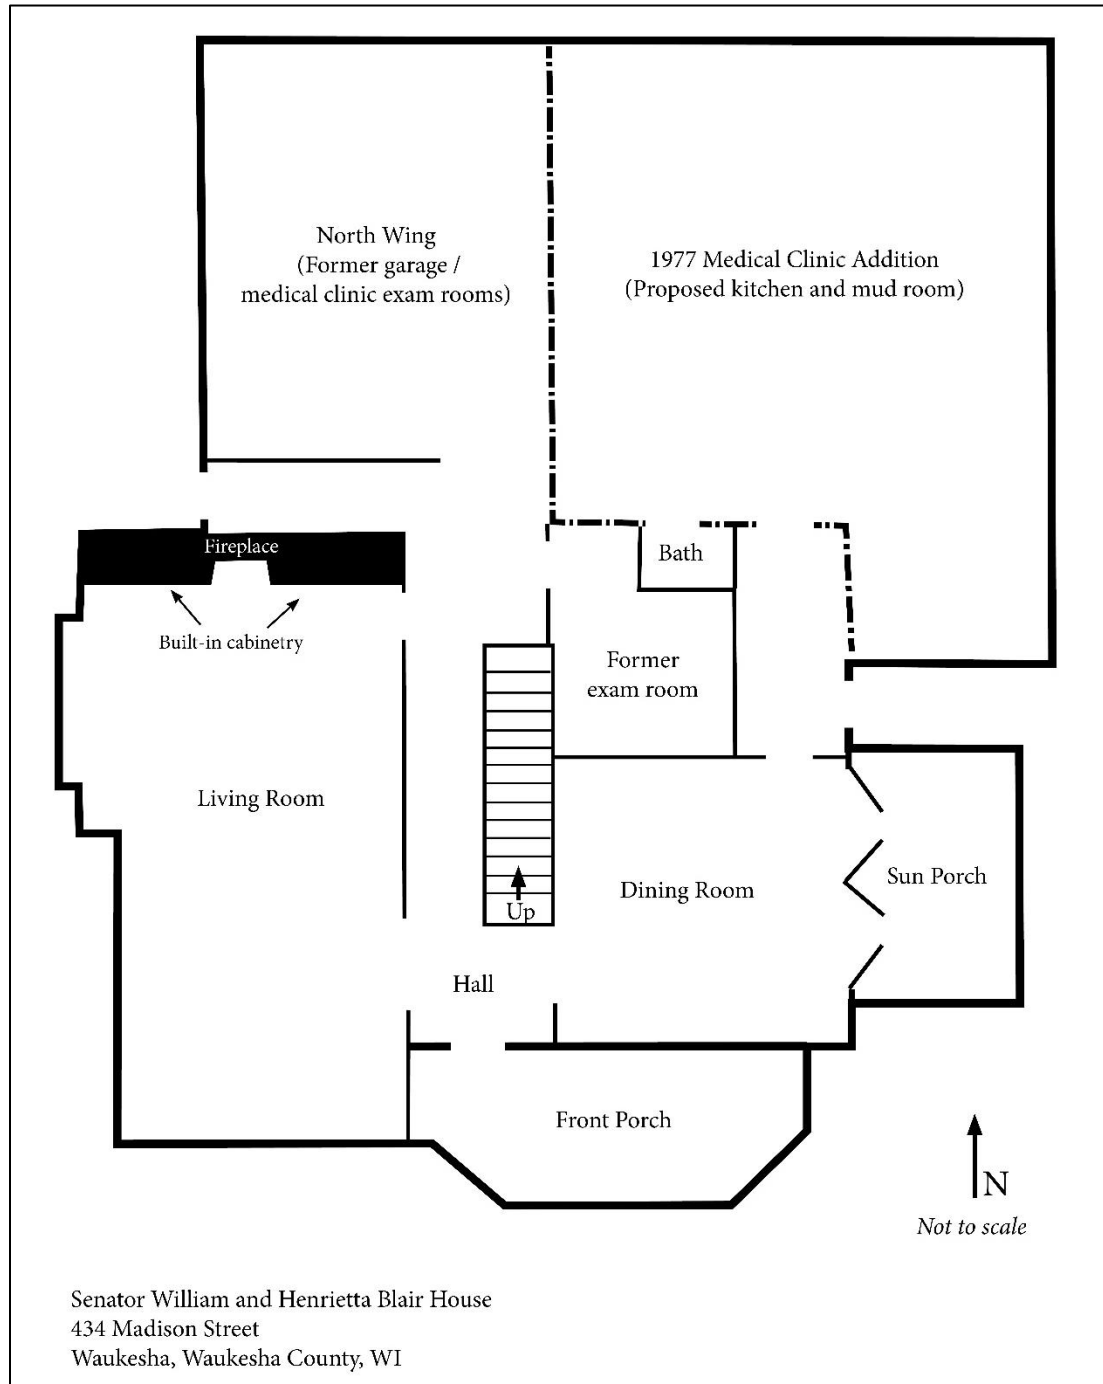 North Wing
(Former garage /
medical clinic exam rooms)
1977 Medical Clinic Addition
(Proposed kitchen and mud room)
Fireplace
Bath
Built-in cabinetry
Former
exam room
Living Room
Dining Room
Sun Porch
Up
Hall
Front Porch
N
Not to scale
Senator William and Henrietta Blair House
434 Madison Street
Waukesha, Waukesha County, WI